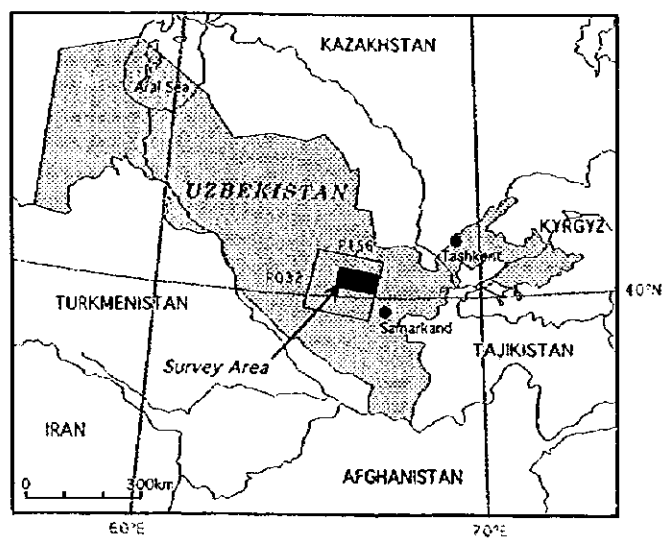 KAZAKHSTAN
Aral Sea
UZBEKISTAN
KYRGYZ
P156
Tashkent
R032
40°N
TURKMENISTAN
Samarkand
TAJIKISTAN
Survey Area
IRAN
0 300km
AFGHANISTAN
60°E 70°E